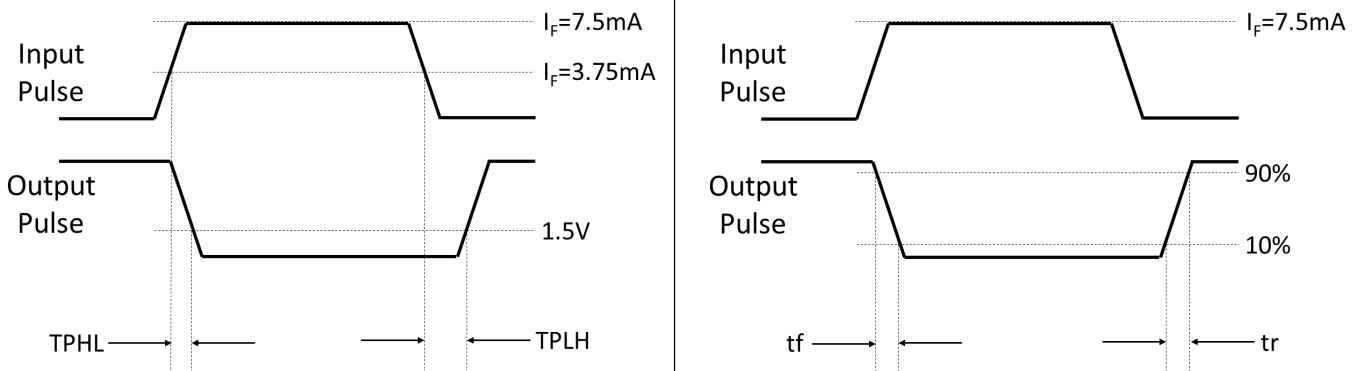 Input
Pulse
I_F=7.5mA
I_F=3.75mA
Output
Pulse
1.5V
TPHL
TPLH
Input
Pulse
I_F=7.5mA
Output
Pulse
90%
10%
tf
tr